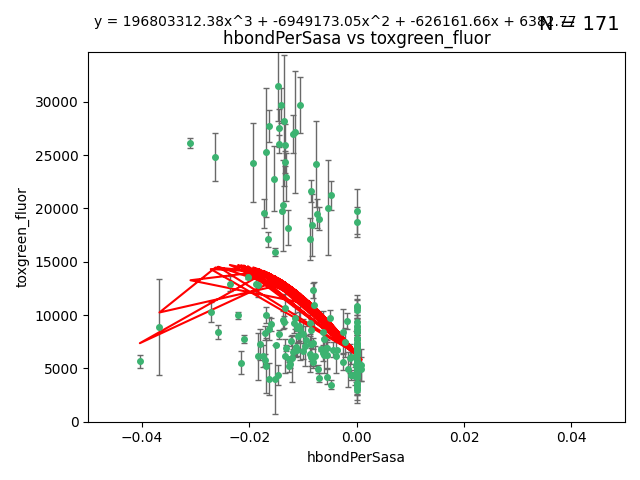 y = 196803312.38x^3 + -6949173.05x^2 + -626161.66x + 6382.77
N = 171
hbondPerSasa vs toxgreen_fluor
30000
25000
20000
15000
10000
5000
0
toxgreen_fluor
−0.04
−0.02
0.00
0.02
0.04
hbondPerSasa